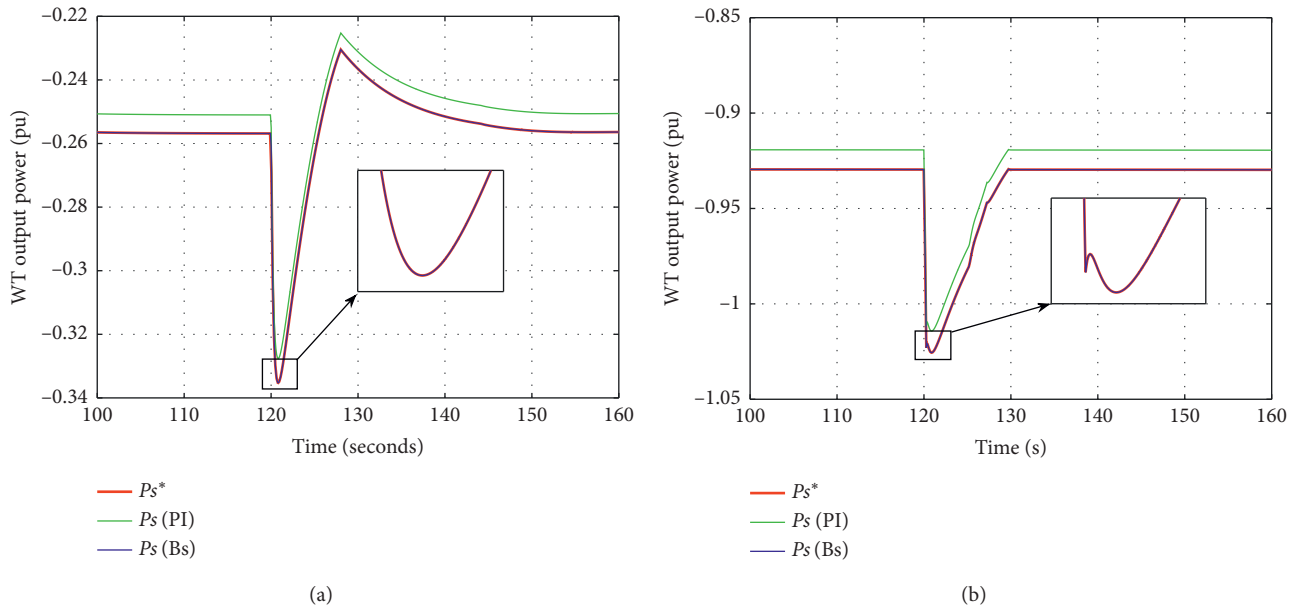 −0.22
−0.24
−0.26
−0.28
−0.3
−0.32
−0.34
WT output power (pu)
100 110 120 130 140 150 160
Time (seconds)
Ps*
Ps (PI)
Ps (Bs)
(a)
−0.85
−0.9
−0.95
−1
−1.05
WT output power (pu)
100 110 120 130 140 150 160
Time (s)
Ps*
Ps (PI)
Ps (Bs)
(b)